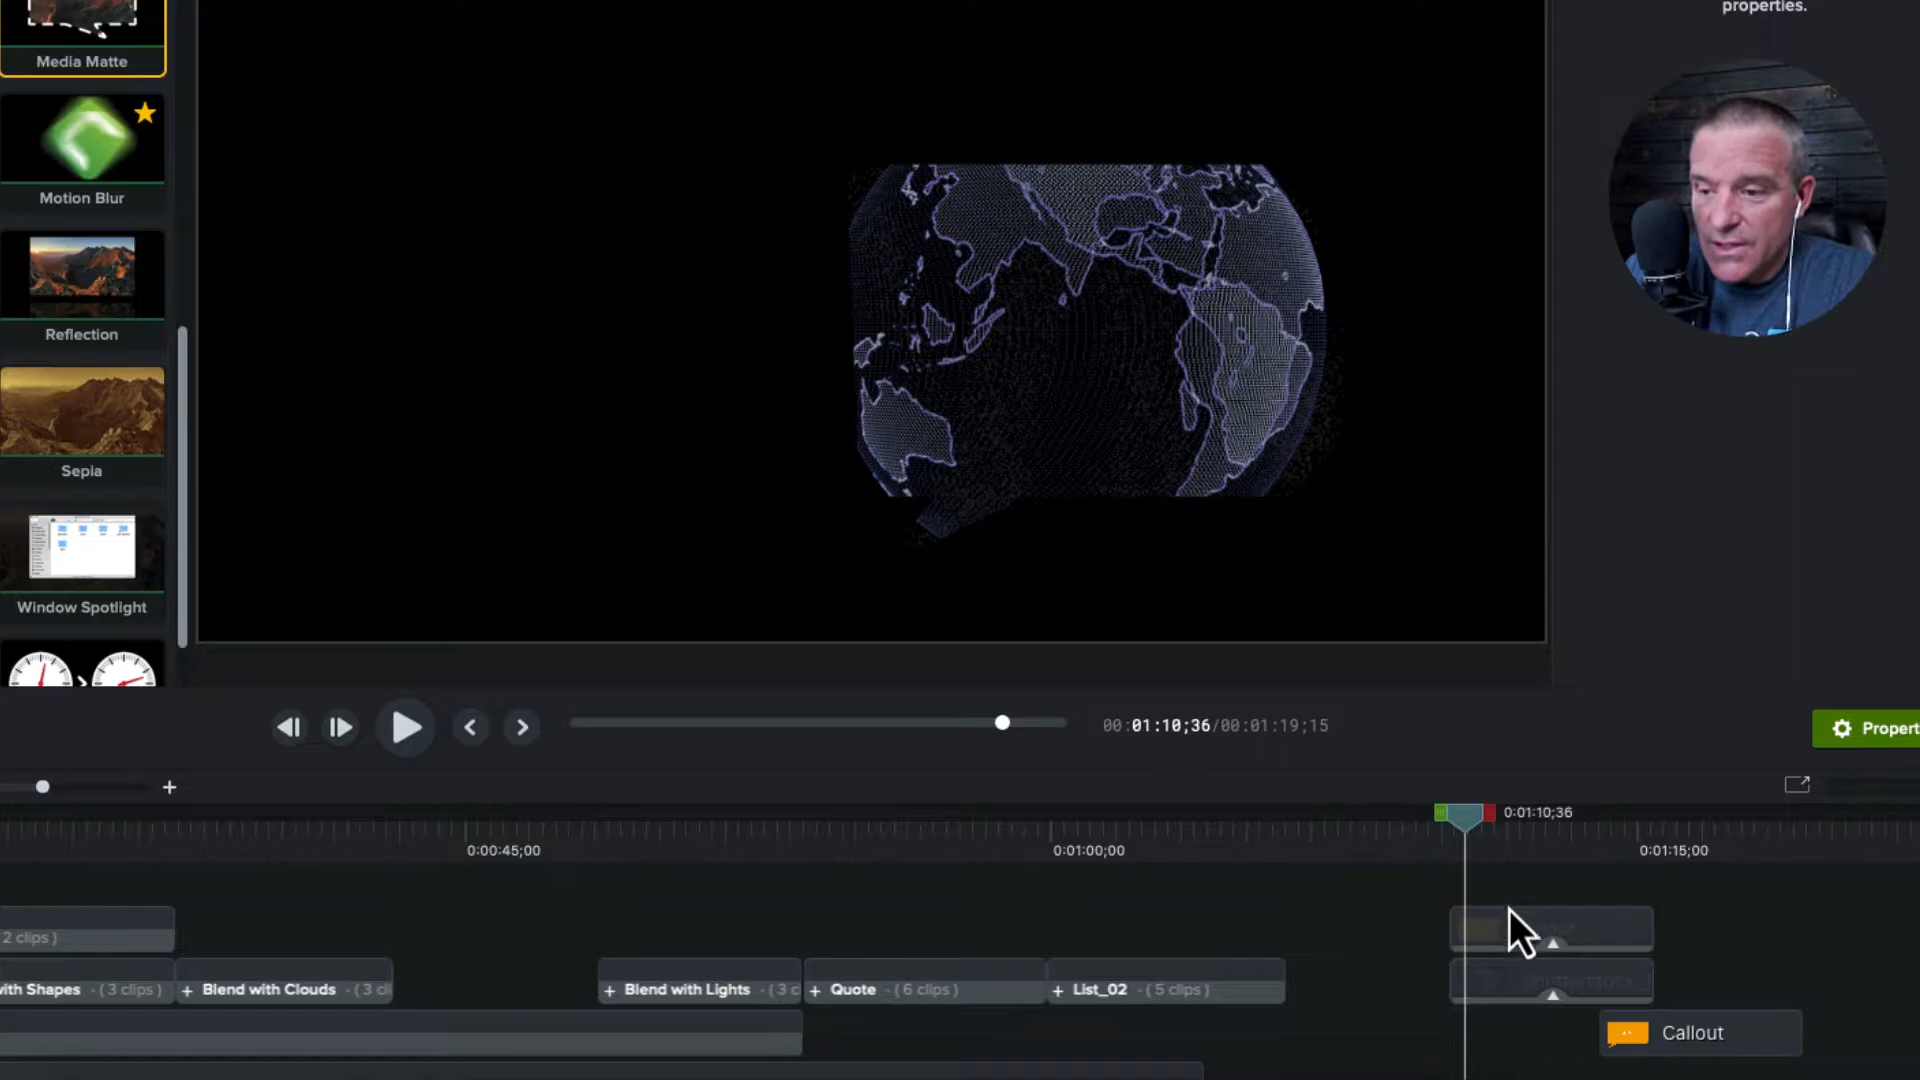 properties.
Media Matte
Motion Blur
Reflection
Sepia
Window Spotlight
00:01:10;36/00:01:19;15
Propert
0:01:10;36
0:00:45;00
0:01:00;00
0:01:15;00
2 clips )
with Shapes - ( 3 clips )
+ Blend with Clouds - ( 3 cli
+ Blend with Lights - ( 3 c
+ Quote - ( 6 clips )
+ List_02 - ( 5 clips )
Callout